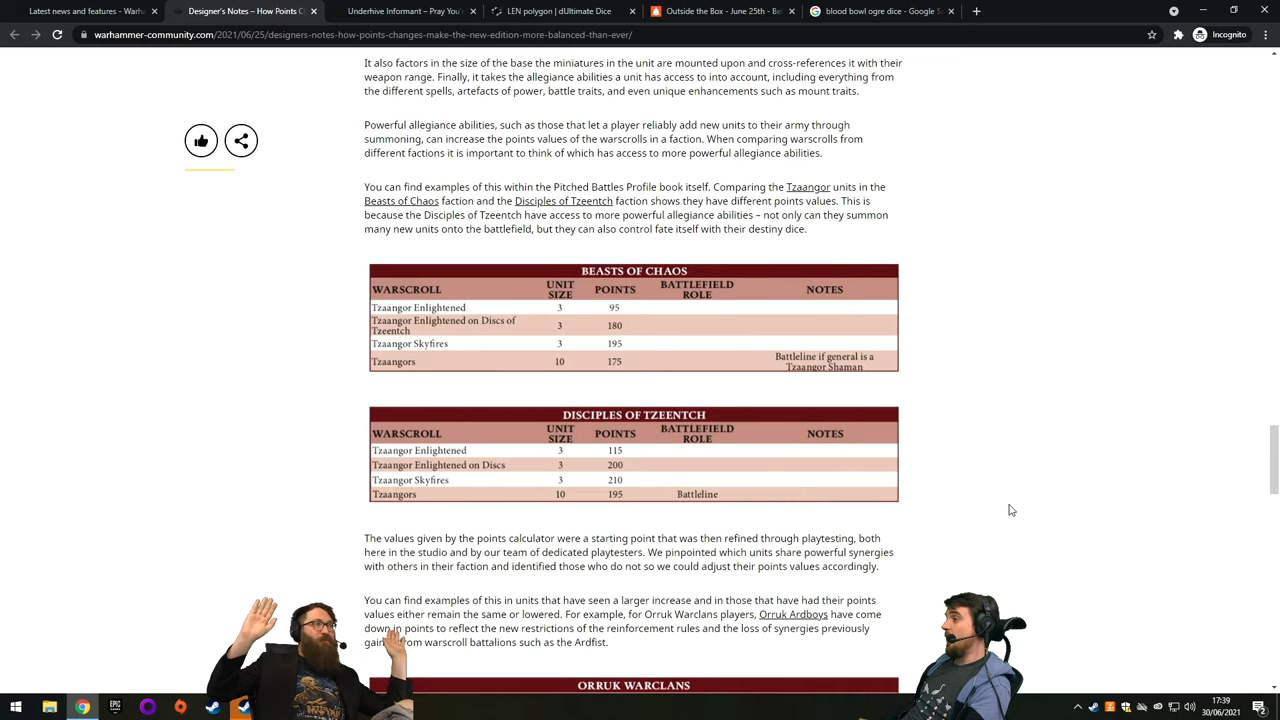 Latest news and features - Warh
Designer's Notes – How Points C
Underhive Informant – Pray You'
LEN polygon | dUltimate Dice
Outside the Box - June 25th - Bel
blood bowl ogre dice - Google S
warhammer-community.com/2021/06/25/designers-notes-how-points-changes-make-the-new-edition-more-balanced-than-ever/
Incognito
It also factors in the size of the base the miniatures in the unit are mounted upon and cross-references it with their
weapon range. Finally, it takes the allegiance abilities a unit has access to into account, including everything from
the different spells, artefacts of power, battle traits, and even unique enhancements such as mount traits.
Powerful allegiance abilities, such as those that let a player reliably add new units to their army through
summoning, can increase the points values of the warscrolls in a faction. When comparing warscrolls from
different factions it is important to think of which has access to more powerful allegiance abilities.
You can find examples of this within the Pitched Battles Profile book itself. Comparing the Tzaangor units in the
Beasts of Chaos faction and the Disciples of Tzeentch faction shows they have different points values. This is
because the Disciples of Tzeentch have access to more powerful allegiance abilities – not only can they summon
many new units onto the battlefield, but they can also control fate itself with their destiny dice.
BEASTS OF CHAOS
WARSCROLL UNIT SIZE POINTS BATTLEFIELD ROLE NOTES
Tzaangor Enlightened 3 95
Tzaangor Enlightened on Discs of Tzeentch 3 180
Tzaangor Skyfires 3 195
Tzaangors 10 175 Battleline if general is a Tzaangor Shaman
DISCIPLES OF TZEENTCH
WARSCROLL UNIT SIZE POINTS BATTLEFIELD ROLE NOTES
Tzaangor Enlightened 3 115
Tzaangor Enlightened on Discs 3 200
Tzaangor Skyfires 3 210
Tzaangors 10 195 Battleline
The values given by the points calculator were a starting point that was then refined through playtesting, both
here in the studio and by our team of dedicated playtesters. We pinpointed which units share powerful synergies
with others in their faction and identified those who do not so we could adjust their points values accordingly.
You can find examples of this in units that have seen a larger increase and in those that have had their points
values either remain the same or lowered. For example, for Orruk Warclans players, Orruk Ardboys have come
down in points to reflect the new restrictions of the reinforcement rules and the loss of synergies previously
from warscroll battalions such as the Ardfist.
ORRUK WARCLANS
17:39
30/06/2021